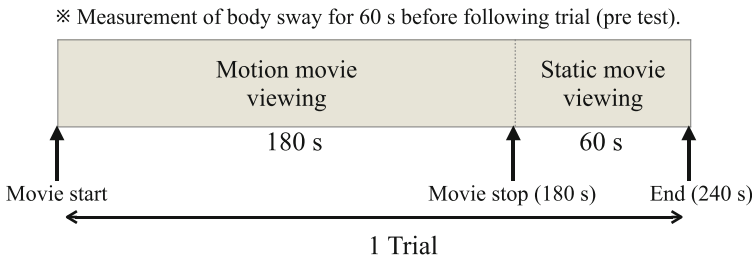 ※ Measurement of body sway for 60 s before following trial (pre test).
Motion movie
viewing
Static movie
viewing
180 s
60 s
Movie start
Movie stop (180 s)
End (240 s)
1 Trial